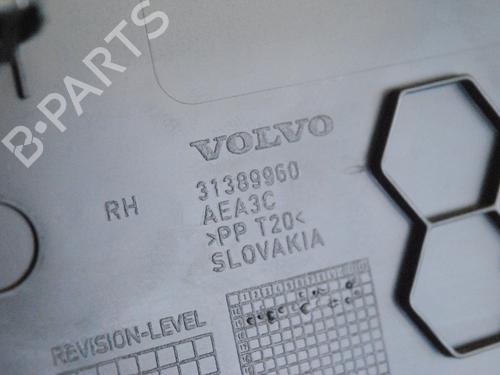 B·PARTS
VOLVO
RH 31389960
AEA3C
>PP T20<
SLOVAKIA
REVISION-LEVEL